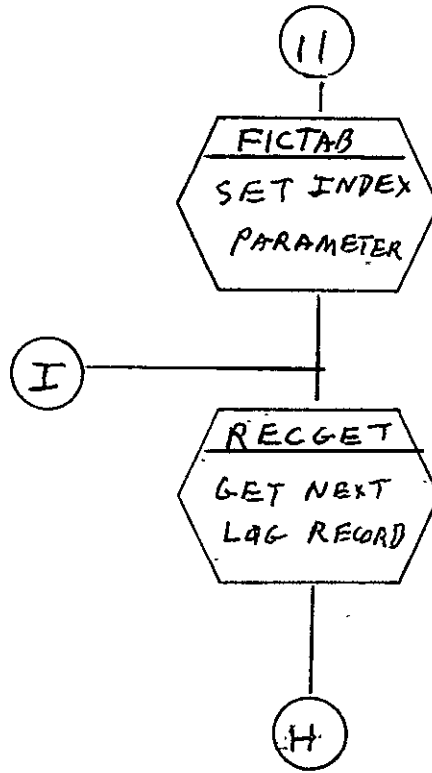 11
FICTAB
SET INDEX
PARAMETER
I
RECGET
GET NEXT
LOG RECORD
H